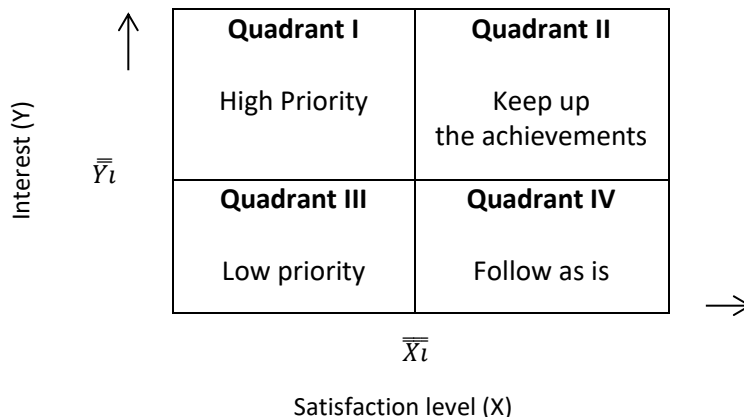 Quadrant I
High Priority
Quadrant II
Keep up
the achievements
Interest (Y)
Y̿ı
Quadrant III
Low priority
Quadrant IV
Follow as is
X̿ı
Satisfaction level (X)